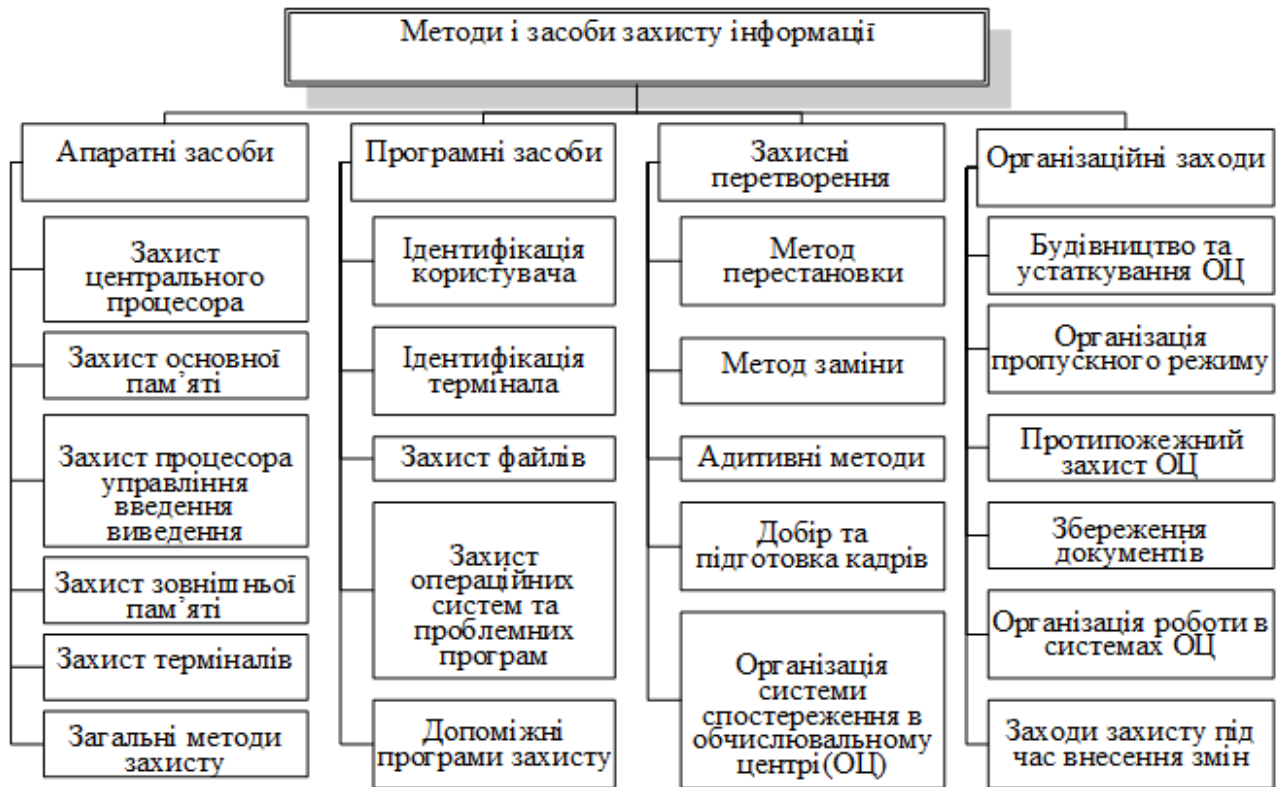 Методи і засоби захисту інформації
Апаратні засоби
Захист
центрального
процесора
Захист основної
пам’яті
Захист процесора
управління
введення
виведення
Захист зовнішньої
пам’яті
Захист терміналів
Загальні методи
захисту
Програмні засоби
Ідентифікація
користувача
Ідентифікація
термінала
Захист файлів
Захист
операційних
систем та
проблемних
програм
Допоміжні
програми захисту
Захисні
перетворення
Метод
перестановки
Метод заміни
Адитивні методи
Добір та
підготовка кадрів
Організація
системи
спостереження в
обчислювальному
центрі(ОЦ)
Організаційні заходи
Будівництво та
устаткування ОЦ
Організація
пропускного режиму
Протипожежний
захист ОЦ
Збереження
документів
Організація роботи в
системах ОЦ
Заходи захисту під
час внесення змін